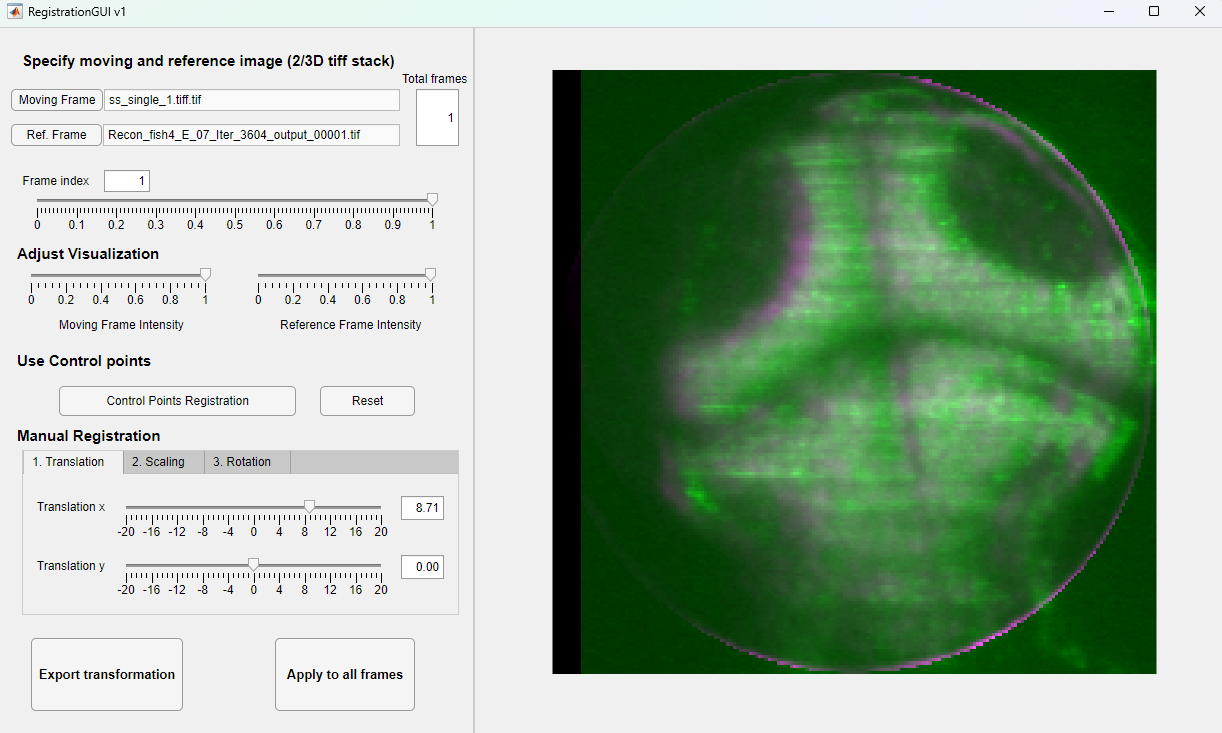 RegistrationGUI v1
Specify moving and reference image (2/3D tiff stack)
Total frames
Moving Frame ss_single_1.tiff.tif
1
Ref. Frame Recon_fish4_E_07_Iter_3604_output_00001.tif
Frame index 1
0 0.1 0.2 0.3 0.4 0.5 0.6 0.7 0.8 0.9 1
Adjust Visualization
0 0.2 0.4 0.6 0.8 1 0 0.2 0.4 0.6 0.8 1
Moving Frame Intensity Reference Frame Intensity
Use Control points
Control Points Registration Reset
Manual Registration
1. Translation 2. Scaling 3. Rotation
Translation x 8.71
-20 -16 -12 -8 -4 0 4 8 12 16 20
Translation y 0.00
-20 -16 -12 -8 -4 0 4 8 12 16 20
Export transformation Apply to all frames